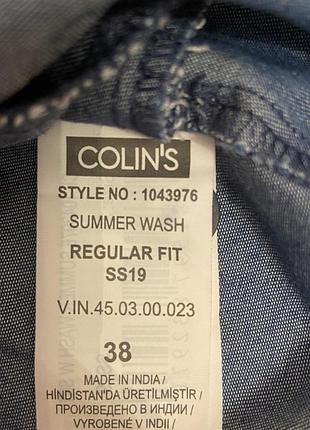 COLIN'S
STYLE NO : 1043976
SUMMER WASH
REGULAR FIT
SS19
V.IN.45.03.00.023
38
MADE IN INDIA /
HİNDİSTAN'DA ÜRETİLMİŞTİR /
ПРОИЗВЕДЕНО В ИНДИИ /
VYROBENO V INDII